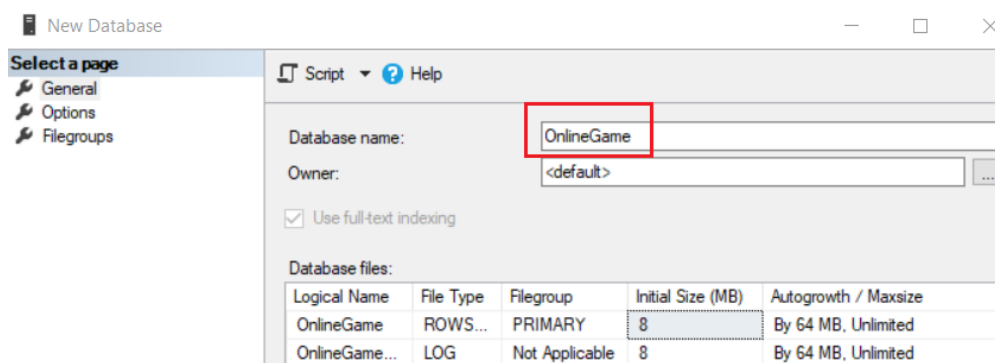 New Database
Select a page
General
Options
Filegroups
Script Help
Database name: OnlineGame
Owner: <default>
...
Use full-text indexing
Database files:
Logical Name File Type Filegroup Initial Size (MB) Autogrowth / Maxsize
OnlineGame ROWS... PRIMARY 8 By 64 MB, Unlimited
OnlineGame... LOG Not Applicable 8 By 64 MB, Unlimited